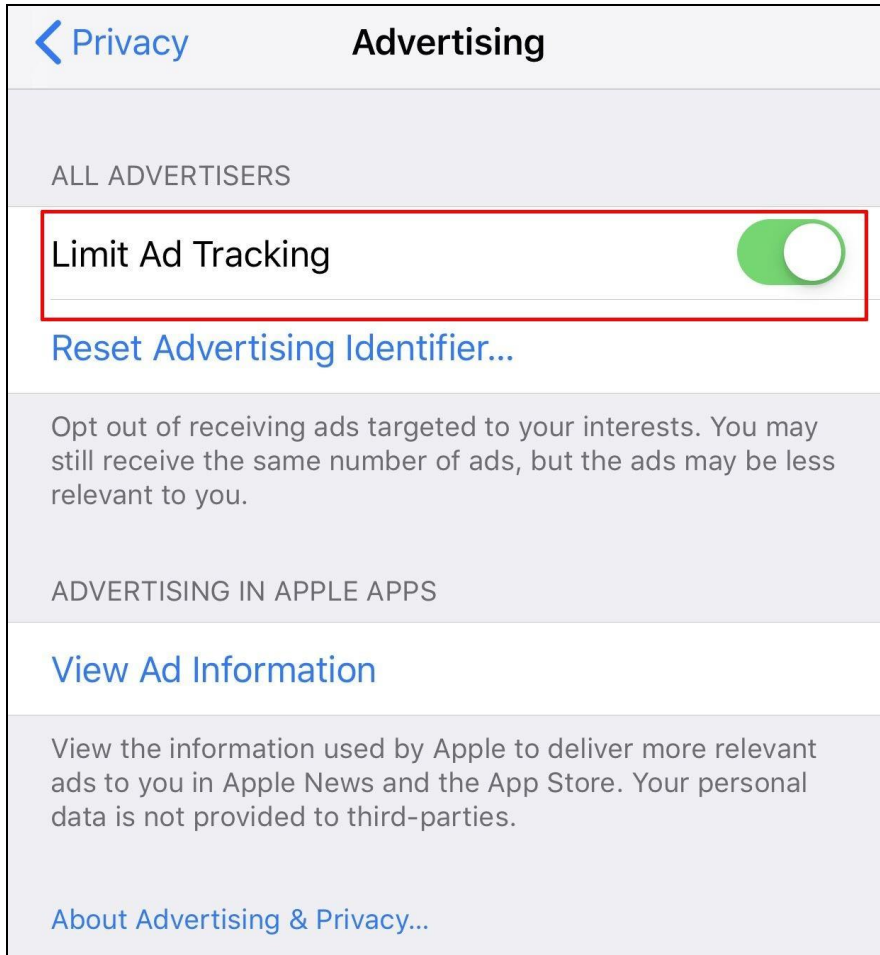 Privacy
Advertising
ALL ADVERTISERS
Limit Ad Tracking
Reset Advertising Identifier...
Opt out of receiving ads targeted to your interests. You may
still receive the same number of ads, but the ads may be less
relevant to you.
ADVERTISING IN APPLE APPS
View Ad Information
View the information used by Apple to deliver more relevant
ads to you in Apple News and the App Store. Your personal
data is not provided to third-parties.
About Advertising & Privacy...